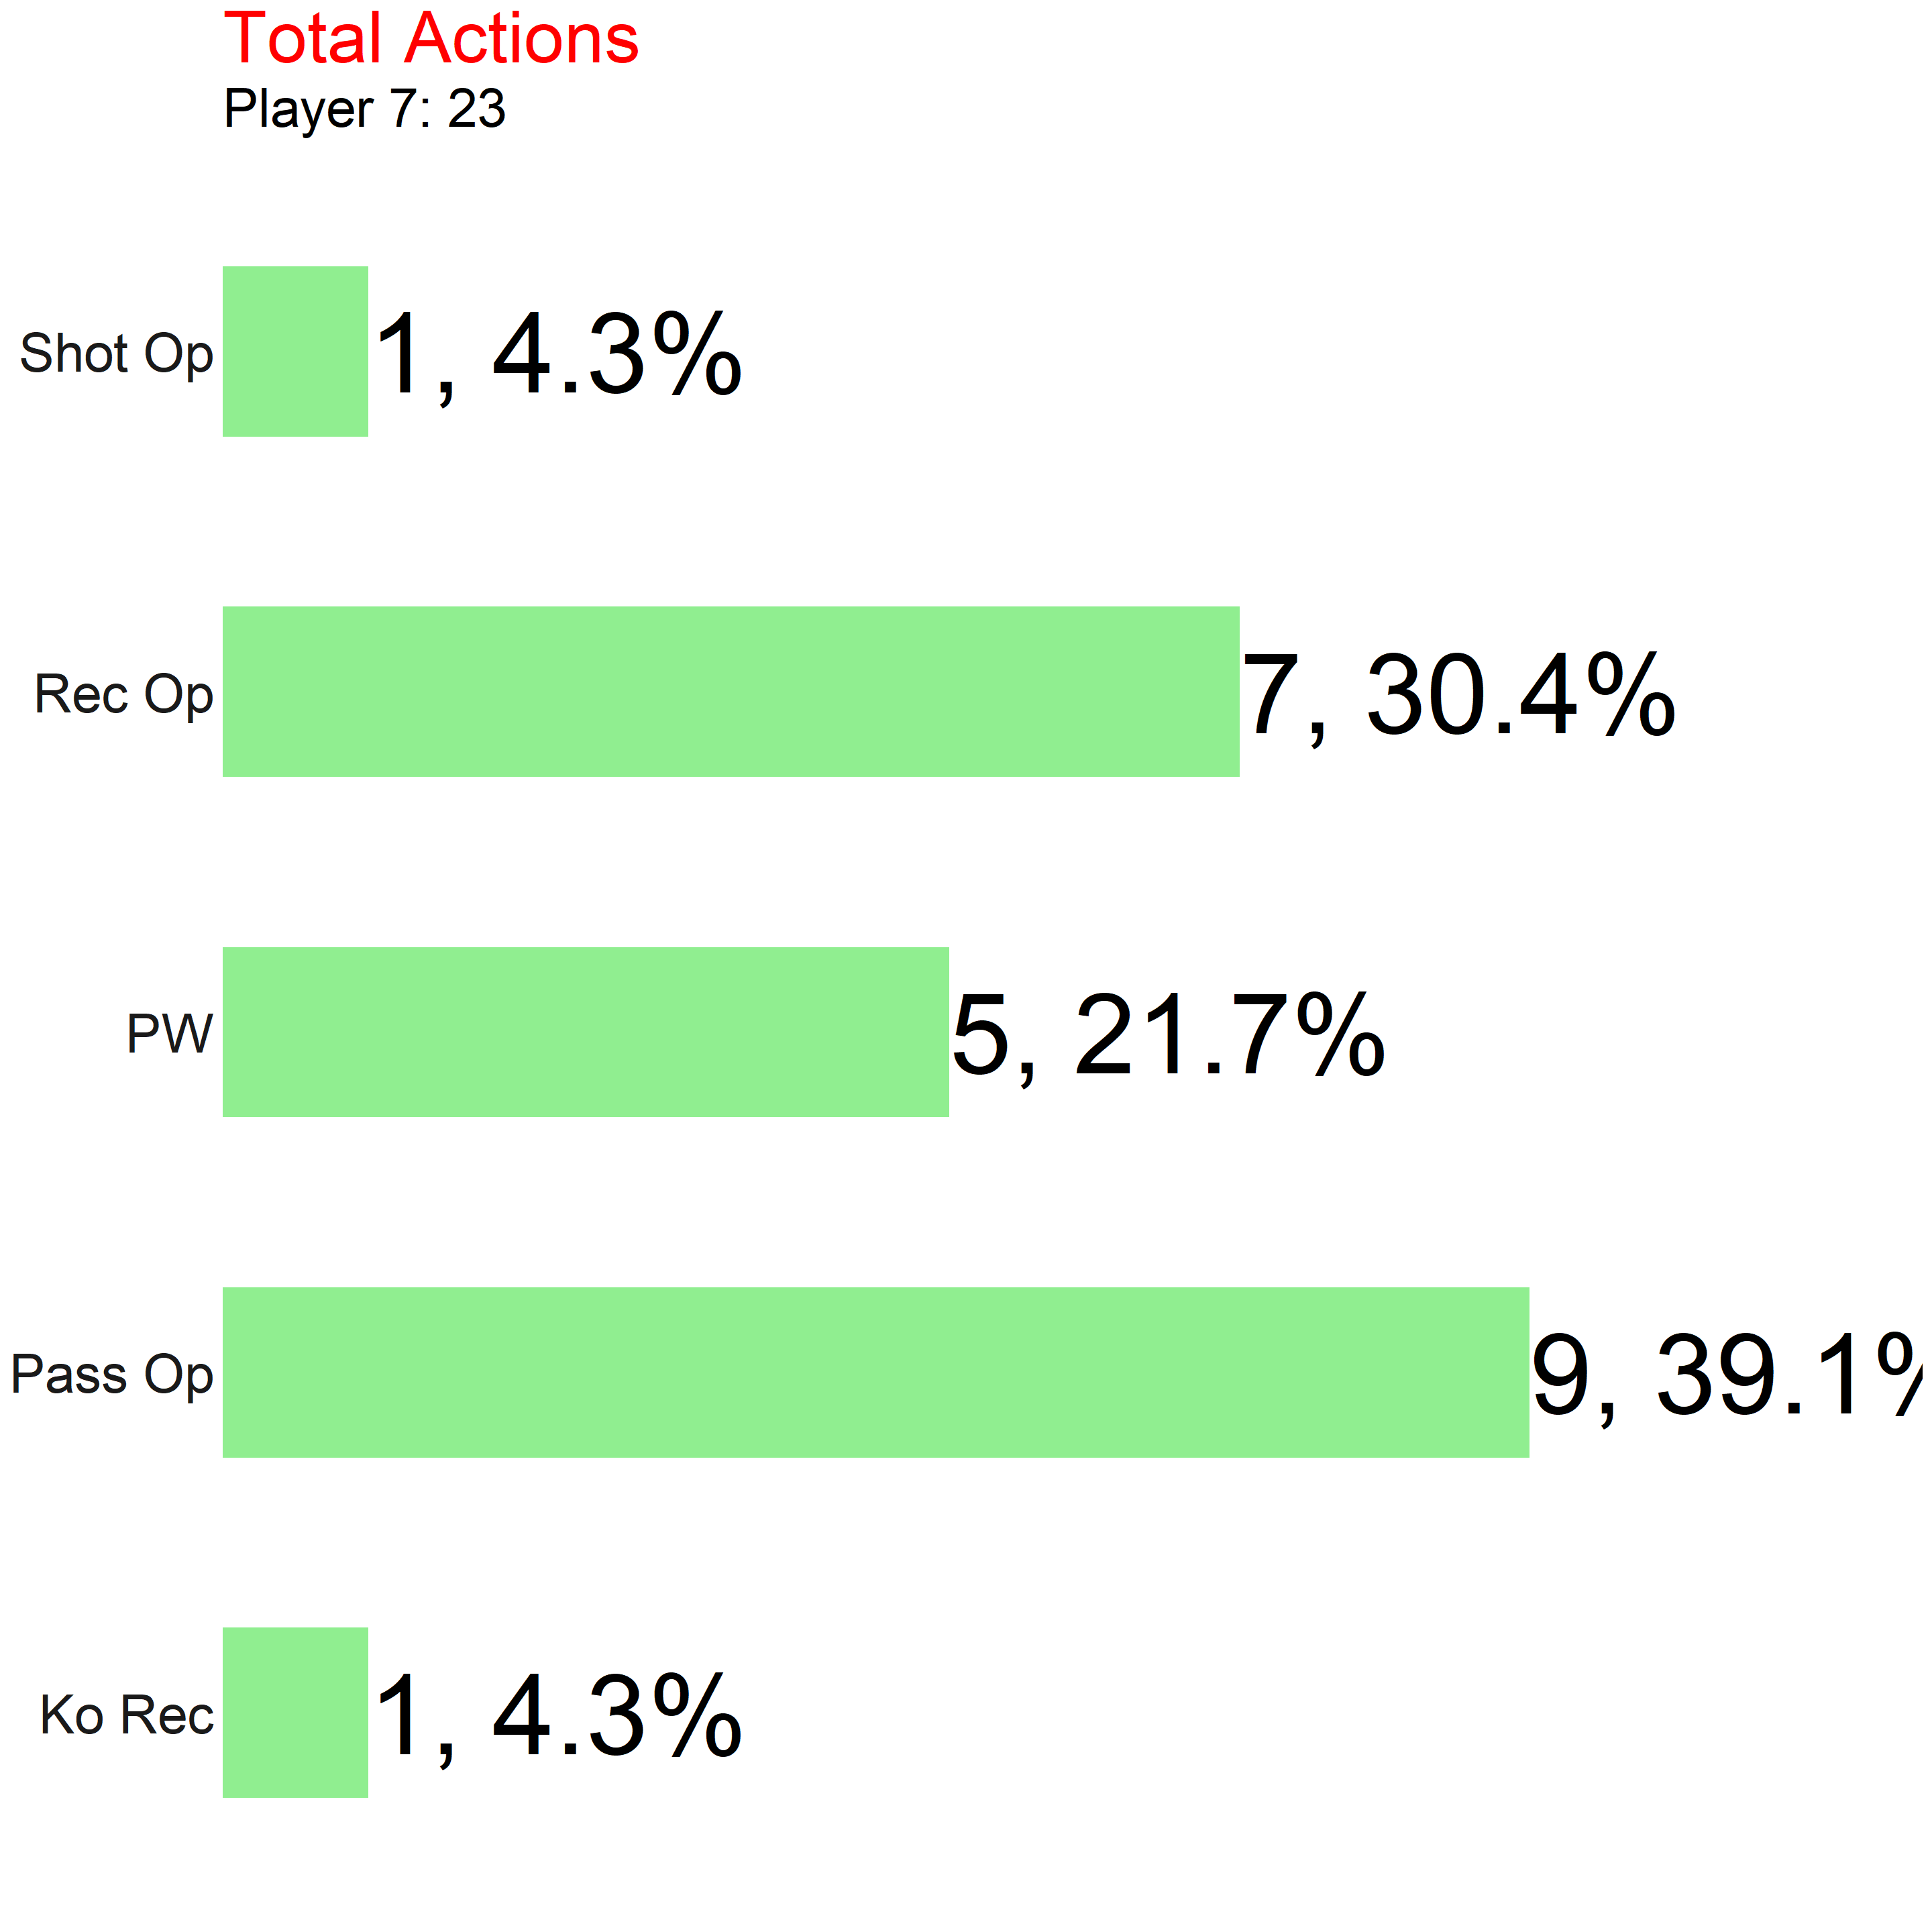 Total Actions
Player 7: 23
Shot Op 1, 4.3%
Rec Op 7, 30.4%
PW 5, 21.7%
Pass Op 9, 39.1%
Ko Rec 1, 4.3%